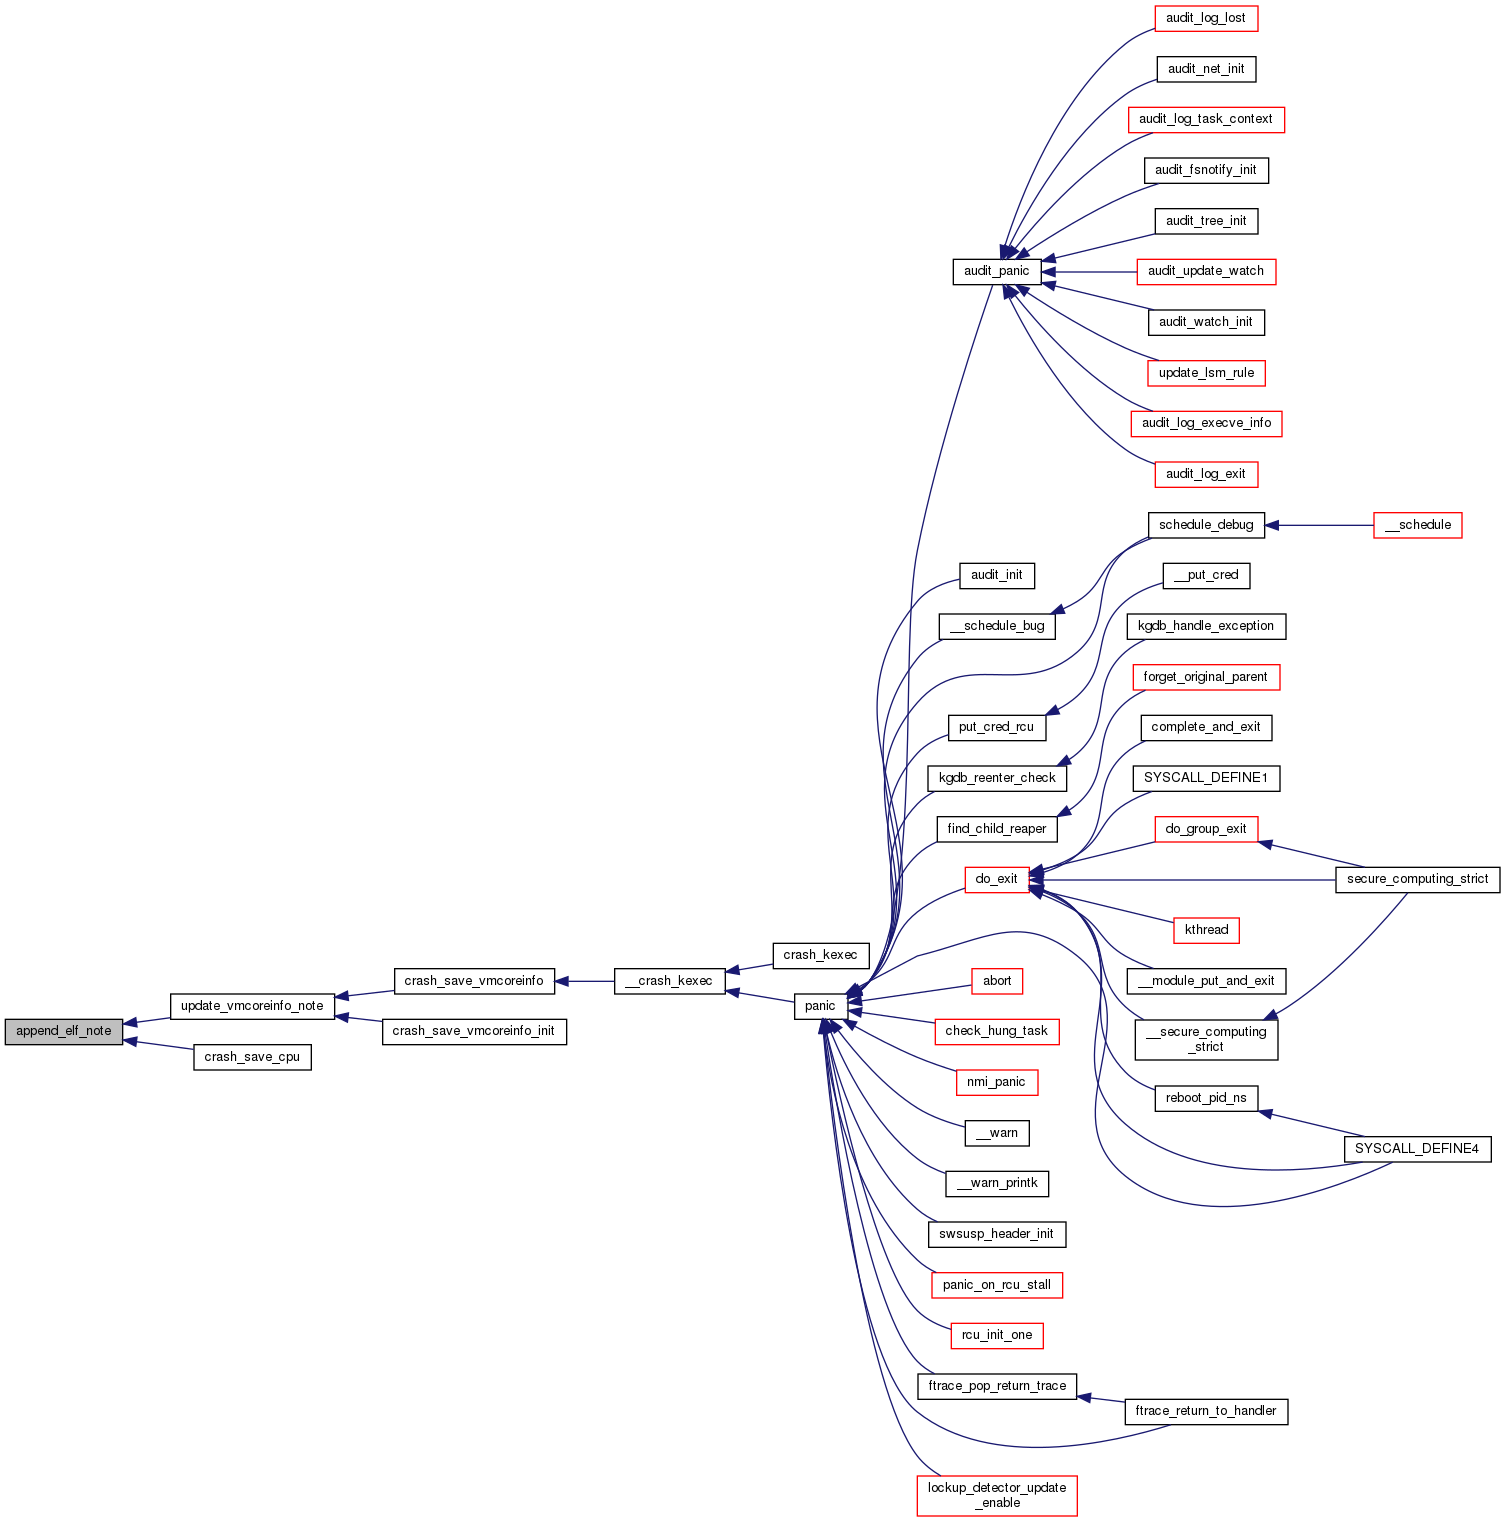 audit_log_lost
audit_net_init
audit_log_task_context
audit_fsnotify_init
audit_tree_init
audit_panic
audit_update_watch
audit_watch_init
update_lsm_rule
audit_log_execve_info
audit_log_exit
schedule_debug
__schedule
audit_init
__put_cred
__schedule_bug
kgdb_handle_exception
forget_original_parent
put_cred_rcu
complete_and_exit
kgdb_reenter_check
SYSCALL_DEFINE1
find_child_reaper
do_group_exit
do_exit
secure_computing_strict
kthread
crash_kexec
crash_save_vmcoreinfo
__crash_kexec
abort
__module_put_and_exit
update_vmcoreinfo_note
panic
append_elf_note
crash_save_vmcoreinfo_init
check_hung_task
__secure_computing
_strict
crash_save_cpu
nmi_panic
reboot_pid_ns
__warn
SYSCALL_DEFINE4
__warn_printk
swsusp_header_init
panic_on_rcu_stall
rcu_init_one
ftrace_pop_return_trace
ftrace_return_to_handler
lockup_detector_update
_enable